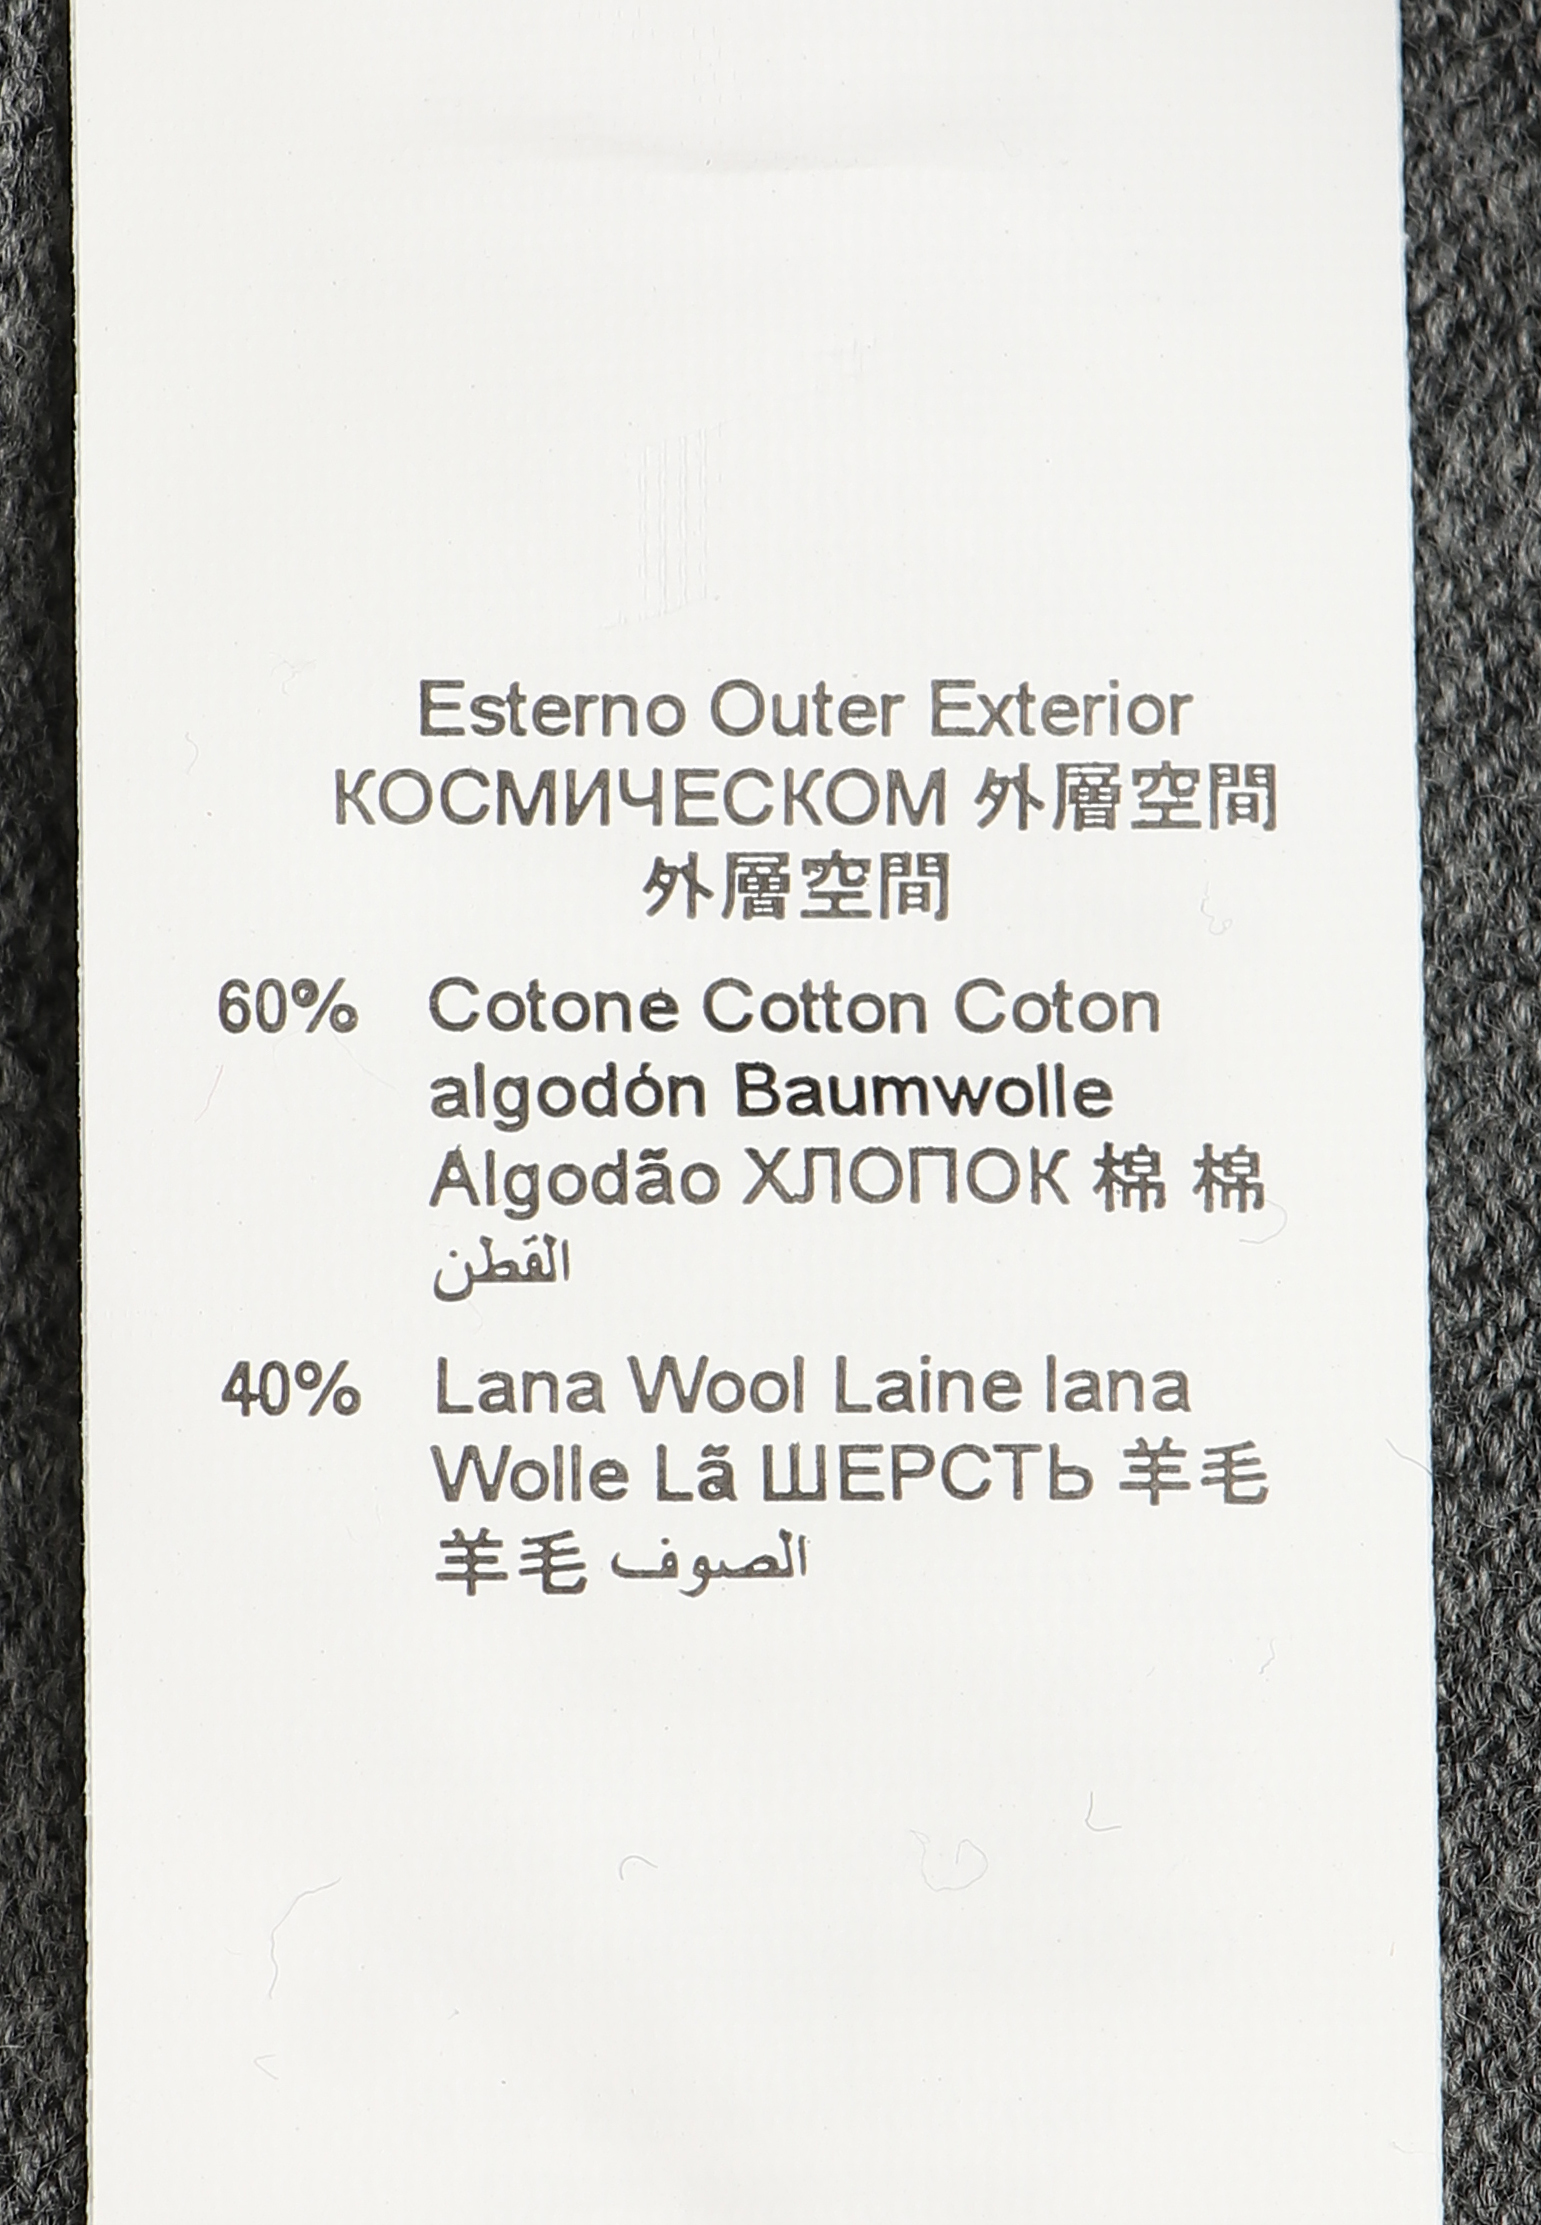 Esterno Outer Exterior
КОСМИЧЕСКОМ 外層空間
外層空間
60% Cotone Cotton Coton
algodón Baumwolle
Algodão ХЛОПОК 棉 棉
القطن
40% Lana Wool Laine lana
Wolle Lã ШЕРСТЬ 羊毛
羊毛 الصوف